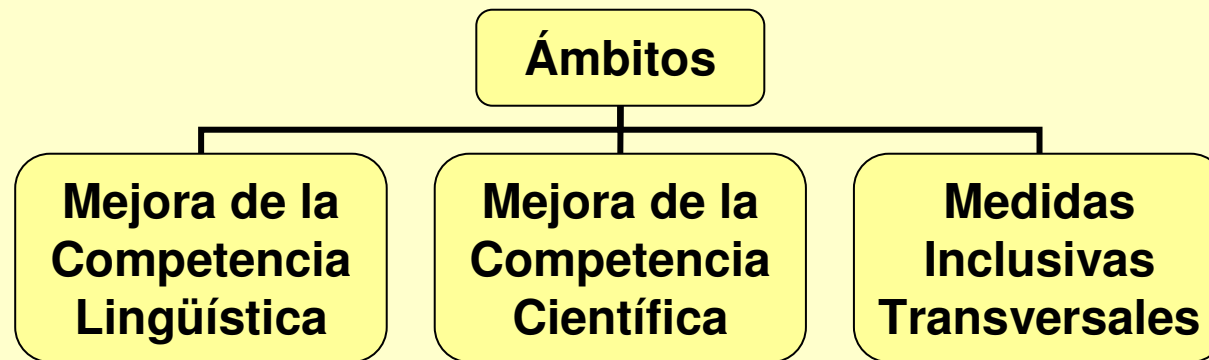 Ámbitos
Mejora de la
Competencia
Lingüística
Mejora de la
Competencia
Científica
Medidas
Inclusivas
Transversales